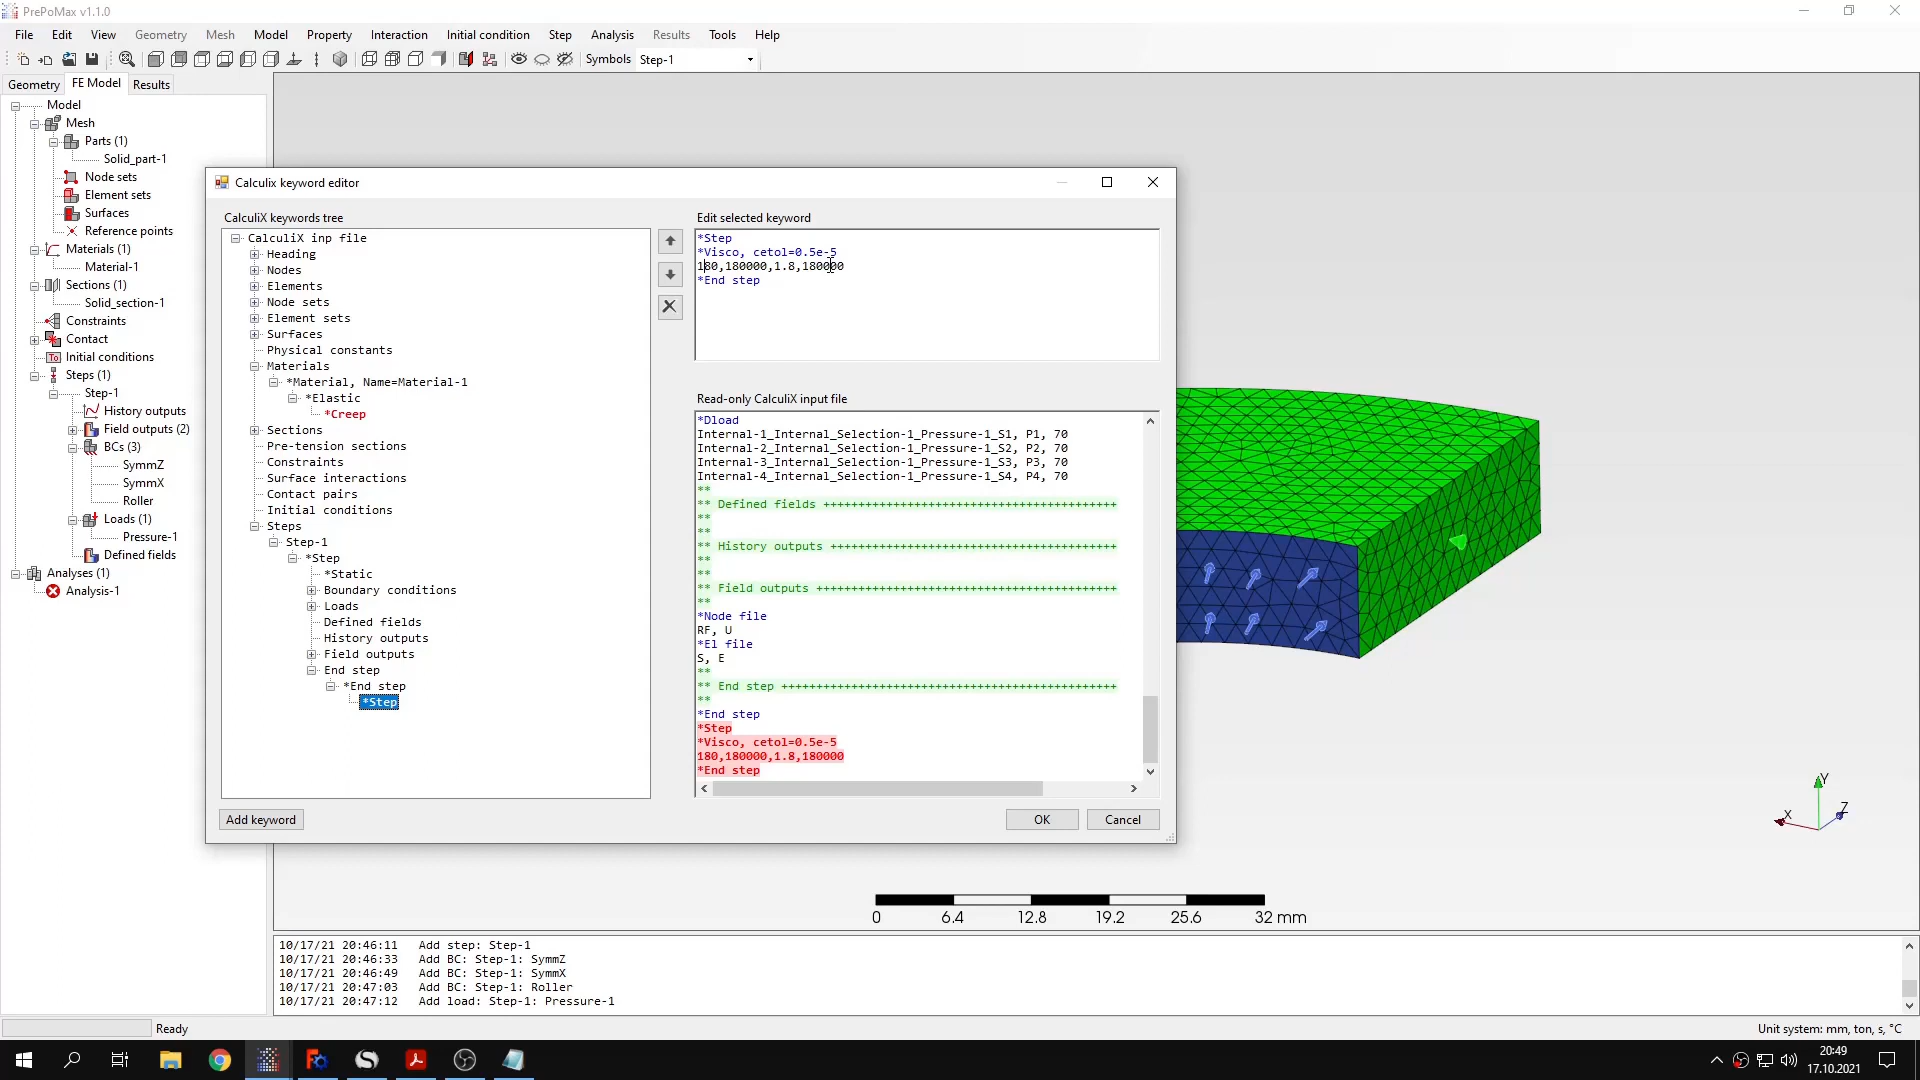 PrePoMax v1.1.0
File Edit View Geometry Mesh Model Property Interaction Initial condition Step Analysis Results Tools Help
Symbols Step-1
Geometry FE Model Results
Model
Mesh
Parts (1)
Solid_part-1
Node sets
Element sets
Surfaces
Reference points
Materials (1)
Material-1
Sections (1)
Solid_section-1
Constraints
Contact
Initial conditions
Steps (1)
Step-1
History outputs
Field outputs (2)
BCs (3)
SymmZ
SymmX
Roller
Loads (1)
Pressure-1
Defined fields
Analyses (1)
Analysis-1
Calculix keyword editor
CalculiX keywords tree
CalculiX inp file
Heading
Nodes
Elements
Node sets
Element sets
Surfaces
Physical constants
Materials
*Material, Name=Material-1
*Elastic
*Creep
Sections
Pre-tension sections
Constraints
Surface interactions
Contact pairs
Initial conditions
Steps
Step-1
*Step
*Static
Boundary conditions
Loads
Defined fields
History outputs
Field outputs
End step
*End step
*Step
Add keyword
Edit selected keyword
*Step
*Visco, cetol=0.5e-5
180,180000,1.8,180000
*End step
Read-only CalculiX input file
*Dload
Internal-1_Internal_Selection-1_Pressure-1_S1, P1, 70
Internal-2_Internal_Selection-1_Pressure-1_S2, P2, 70
Internal-3_Internal_Selection-1_Pressure-1_S3, P3, 70
Internal-4_Internal_Selection-1_Pressure-1_S4, P4, 70
**
** Defined fields +++++++++++++++++++++++++++++++++++++++++++
**
**
** History outputs ++++++++++++++++++++++++++++++++++++++++++
**
**
** Field outputs ++++++++++++++++++++++++++++++++++++++++++++
**
*Node file
RF, U
*El file
S, E
**
** End step +++++++++++++++++++++++++++++++++++++++++++++++++
**
*End step
*Step
*Visco, cetol=0.5e-5
180,180000,1.8,180000
*End step
OK Cancel
Y
X
Z
0 6.4 12.8 19.2 25.6 32 mm
10/17/21 20:46:11 Add step: Step-1
10/17/21 20:46:33 Add BC: Step-1: SymmZ
10/17/21 20:46:49 Add BC: Step-1: SymmX
10/17/21 20:47:03 Add BC: Step-1: Roller
10/17/21 20:47:12 Add load: Step-1: Pressure-1
Ready
Unit system: mm, ton, s, °C
20:49
17.10.2021